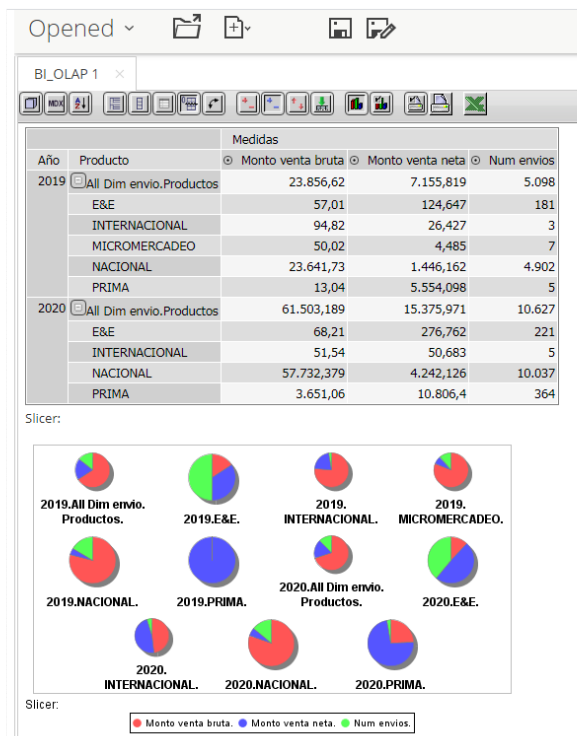 Opened
BI_OLAP 1 ×
MDX
Medidas
Año Producto Monto venta bruta Monto venta neta Num envios
2019 All Dim envio.Productos 23.856,62 7.155,819 5.098
E&E 57,01 124,647 181
INTERNACIONAL 94,82 26,427 3
MICROMERCADEO 50,02 4,485 7
NACIONAL 23.641,73 1.446,162 4.902
PRIMA 13,04 5.554,098 5
2020 All Dim envio.Productos 61.503,189 15.375,971 10.627
E&E 68,21 276,762 221
INTERNACIONAL 51,54 50,683 5
NACIONAL 57.732,379 4.242,126 10.037
PRIMA 3.651,06 10.806,4 364
Slicer:
2019.All Dim envio.
Productos.
2019.E&E.
2019.
INTERNACIONAL.
2019.
MICROMERCADEO.
2019.NACIONAL.
2019.PRIMA.
2020.All Dim envio.
Productos.
2020.E&E.
2020.
INTERNACIONAL.
2020.NACIONAL.
2020.PRIMA.
Slicer:
Monto venta bruta. Monto venta neta. Num envios.